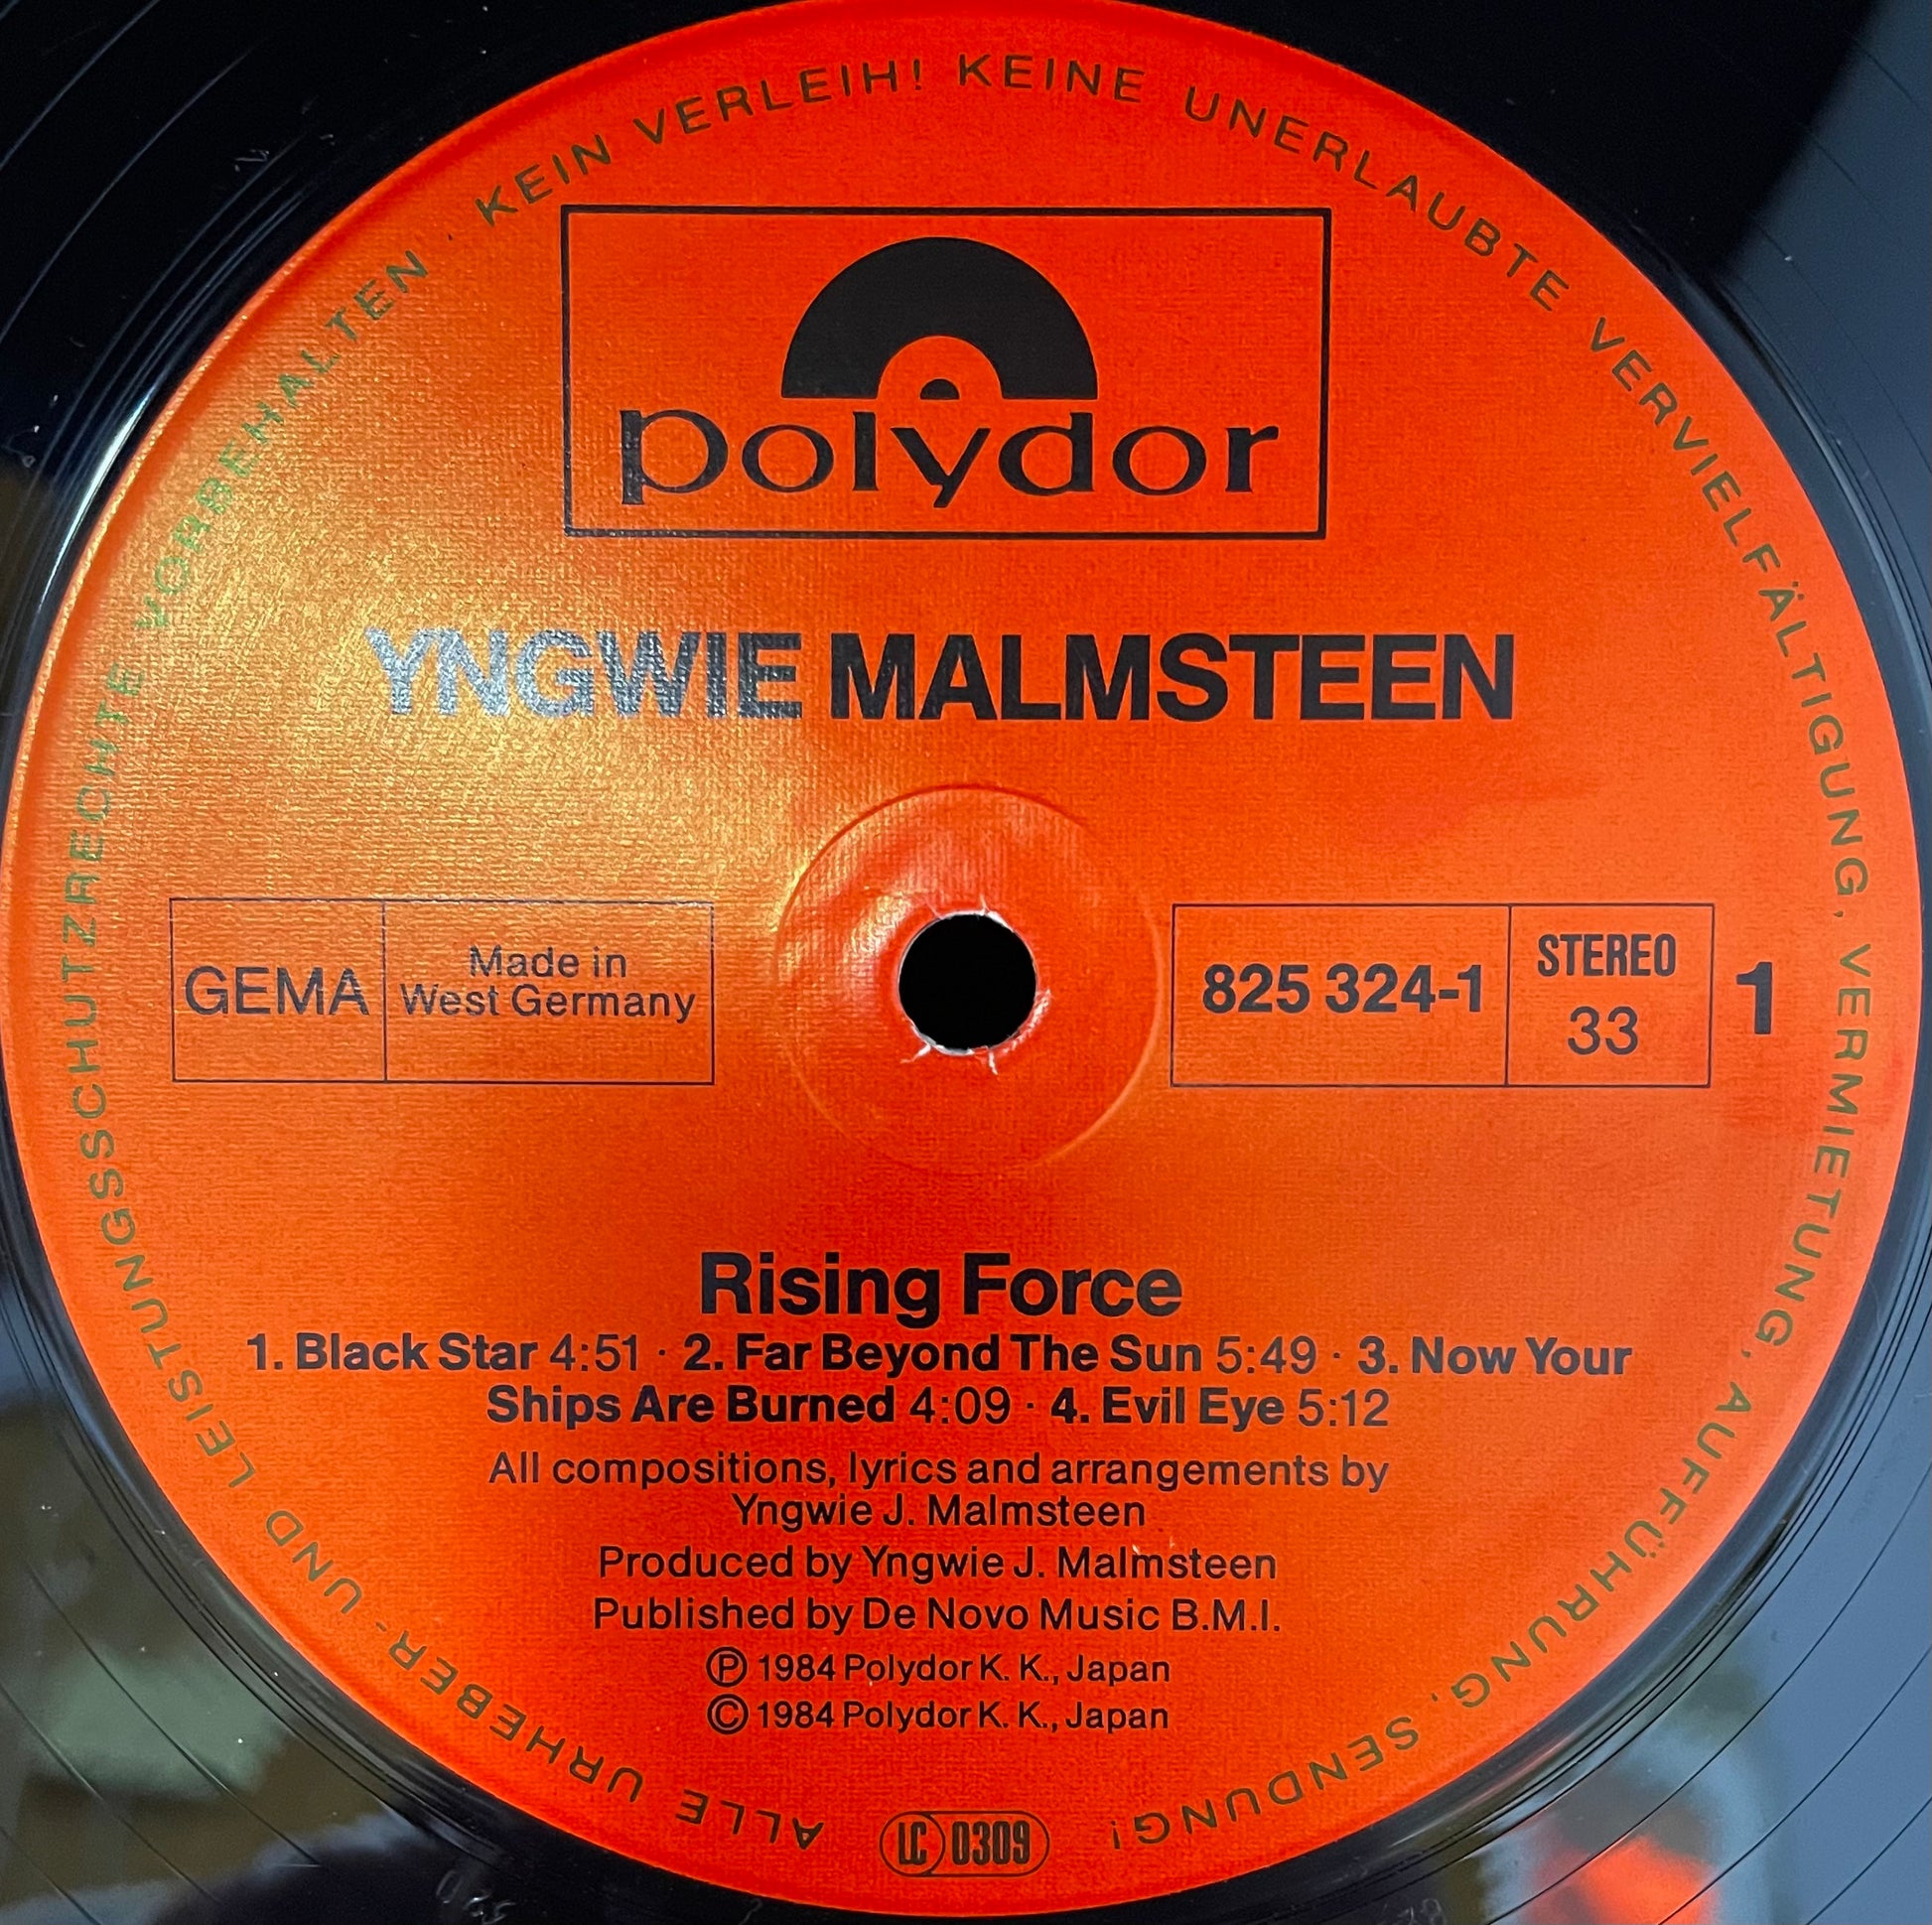 ALLE URHEBER- UND LEISTUNGSSCHUTZRECHTE VORBEHALTEN · KEIN VERLEIH! KEINE UNERLAUBTE VERVIELFÄLTIGUNG, VERMIETUNG, AUFFÜHRUNG, SENDUNG!
polydor
YNGWIE MALMSTEEN
GEMA
Made in
West Germany
825 324-1
STEREO
33
1
Rising Force
1. Black Star 4:51 · 2. Far Beyond The Sun 5:49 · 3. Now Your
Ships Are Burned 4:09 · 4. Evil Eye 5:12
All compositions, lyrics and arrangements by
Yngwie J. Malmsteen
Produced by Yngwie J. Malmsteen
Published by De Novo Music B.M.I.
Ⓟ 1984 Polydor K. K., Japan
© 1984 Polydor K. K., Japan
LC 0309